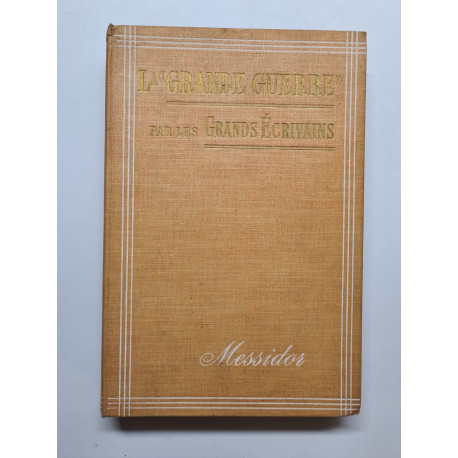 LA "GRANDE GUERRE"
PAR LES GRANDS ÉCRIVAINS
Messidor